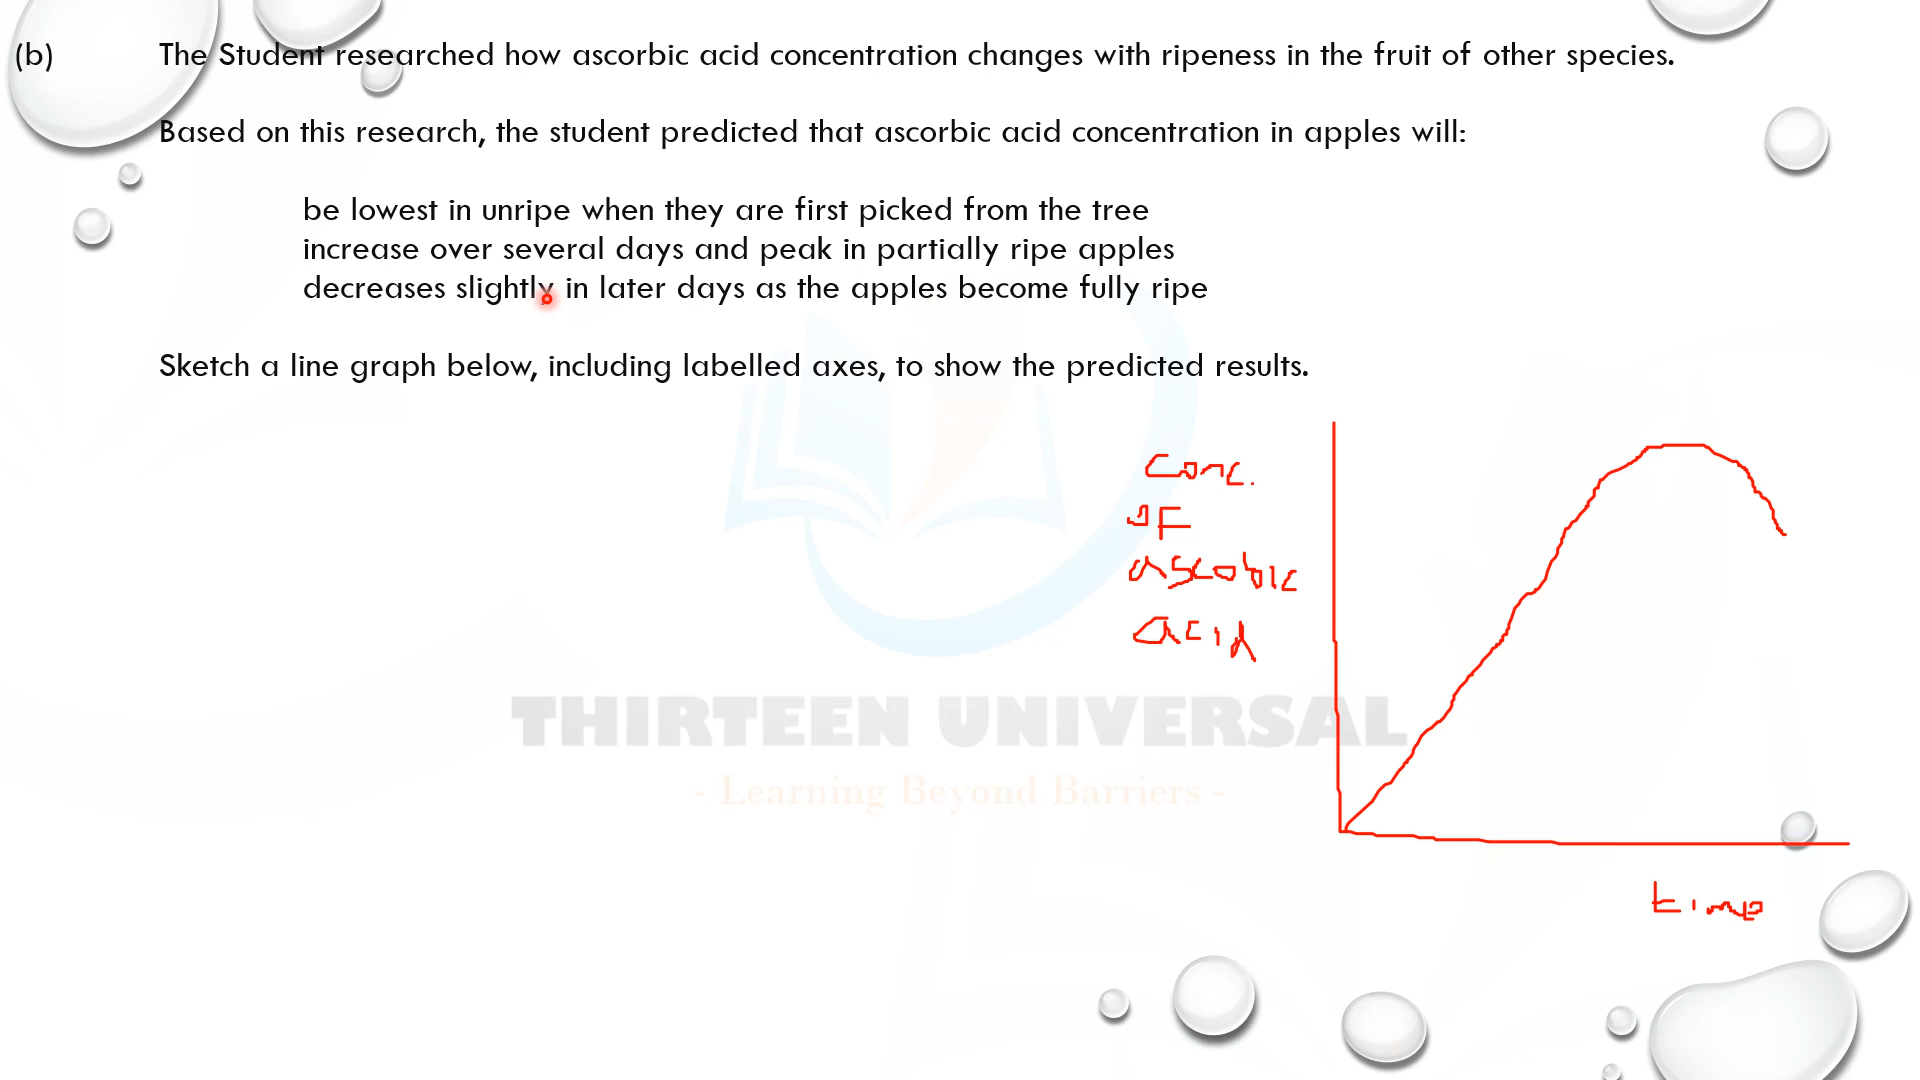 (b) The Student researched how ascorbic acid concentration changes with ripeness in the fruit of other species.
Based on this research, the student predicted that ascorbic acid concentration in apples will:
be lowest in unripe when they are first picked from the tree
increase over several days and peak in partially ripe apples
decreases slightly in later days as the apples become fully ripe
Sketch a line graph below, including labelled axes, to show the predicted results.
Conc.
of
ascobic
acid
THIRTEEN UNIVERSAL
- Learning Beyond Barriers -
time